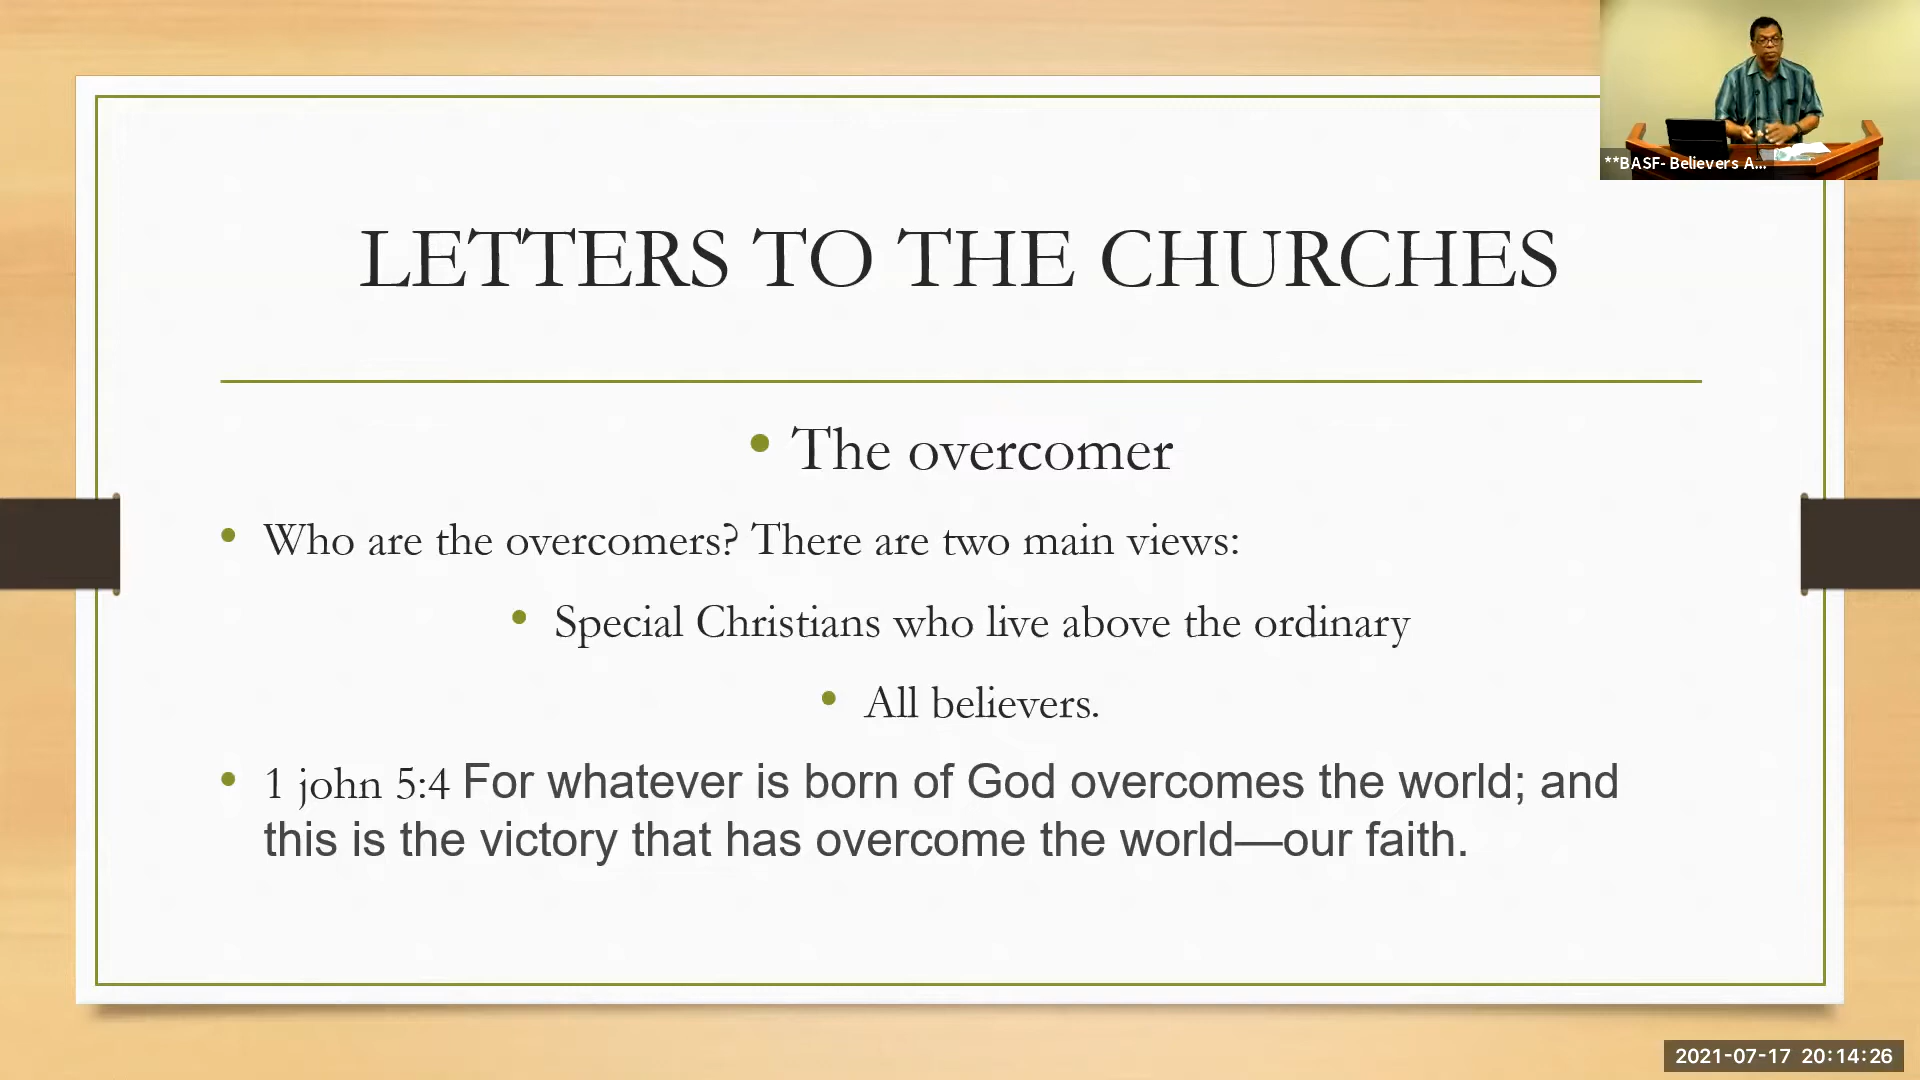 LETTERS TO THE CHURCHES
• The overcomer
• Who are the overcomers? There are two main views:
• Special Christians who live above the ordinary
• All believers.
• 1 john 5:4 For whatever is born of God overcomes the world; and
this is the victory that has overcome the world—our faith.
**BASF- Believers A...
2021-07-17 20:14:26